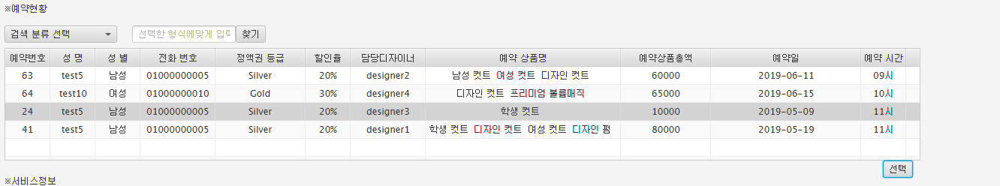 ※예약현황
검색 분류 선택 선택한 형식에맞게 입력 찾기
예약번호 성 명 성 별 전화 번호 정액권 등급 할인율 담당디자이너 예약 상품명 예약상품총액 예약일 예약 시간
63 test5 남성 01000000005 Silver 20% designer2 남성 컷트 여성 컷트 디자인 컷트 60000 2019-06-11 09시
64 test10 여성 01000000010 Gold 30% designer4 디자인 컷트 프리미엄 볼륨매직 65000 2019-06-15 10시
24 test5 남성 01000000005 Silver 20% designer3 학생 컷트 10000 2019-05-09 11시
41 test5 남성 01000000005 Silver 20% designer1 학생 컷트 디자인 컷트 여성 컷트 디자인 펌 80000 2019-05-19 11시
선택
※서비스정보